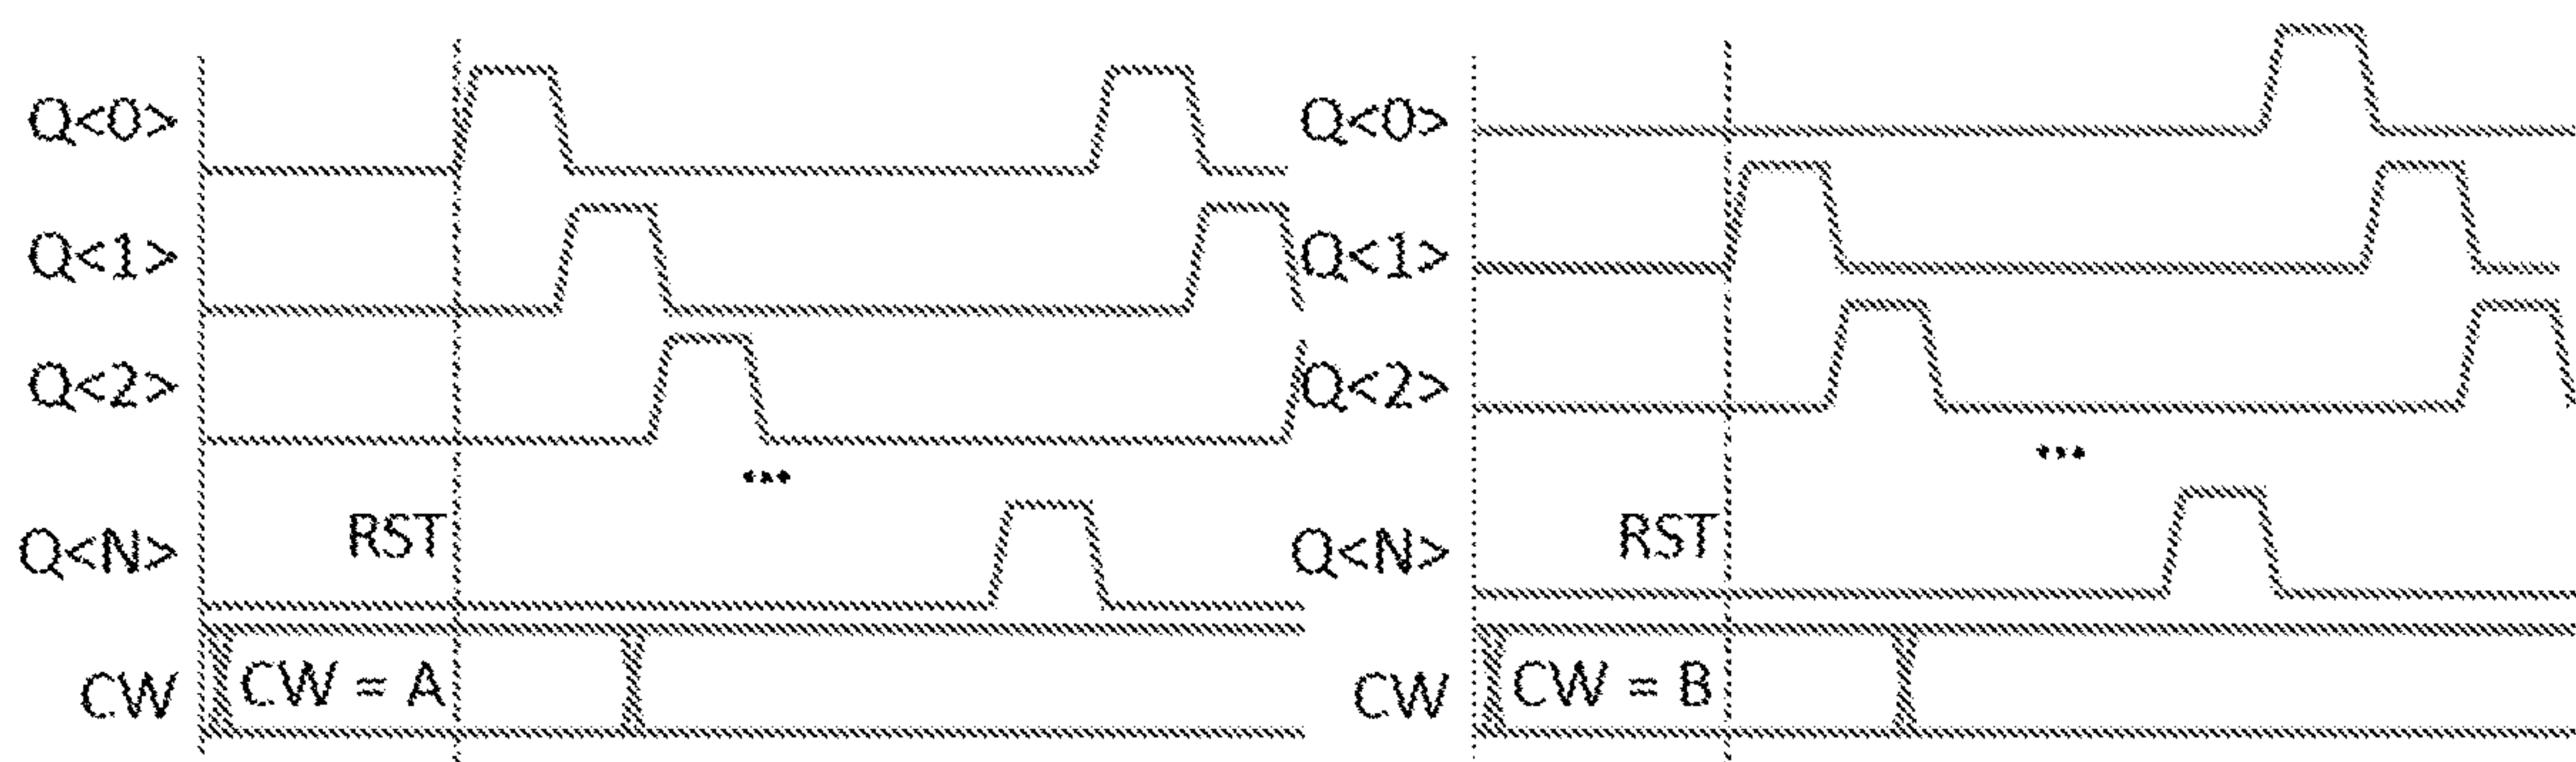 Q<0>
Q<1>
Q<2>
...
RST
Q<N>
CW
CW = A
Q<0>
Q<1>
Q<2>
...
RST
Q<N>
CW
CW = B